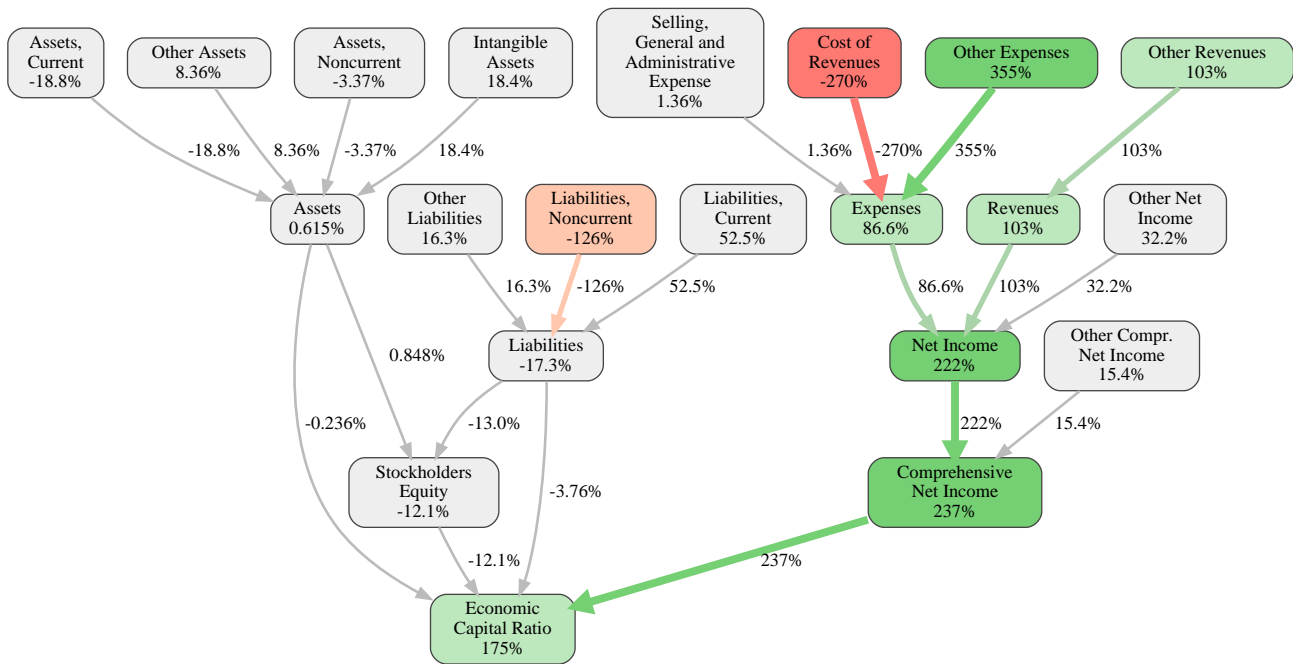 Assets,
Current
-18.8%
Other Assets
8.36%
Assets,
Noncurrent
-3.37%
Intangible
Assets
18.4%
Selling,
General and
Administrative
Expense
1.36%
Cost of
Revenues
-270%
Other Expenses
355%
Other Revenues
103%
-18.8%
8.36%
-3.37%
18.4%
1.36%
-270%
355%
103%
Assets
0.615%
Other
Liabilities
16.3%
Liabilities,
Noncurrent
-126%
Liabilities,
Current
52.5%
Expenses
86.6%
Revenues
103%
Other Net
Income
32.2%
16.3%
-126%
52.5%
86.6%
103%
32.2%
0.848%
Liabilities
-17.3%
Net Income
222%
Other Compr.
Net Income
15.4%
-0.236%
-13.0%
222%
15.4%
Stockholders
Equity
-12.1%
-3.76%
Comprehensive
Net Income
237%
-12.1%
237%
Economic
Capital Ratio
175%